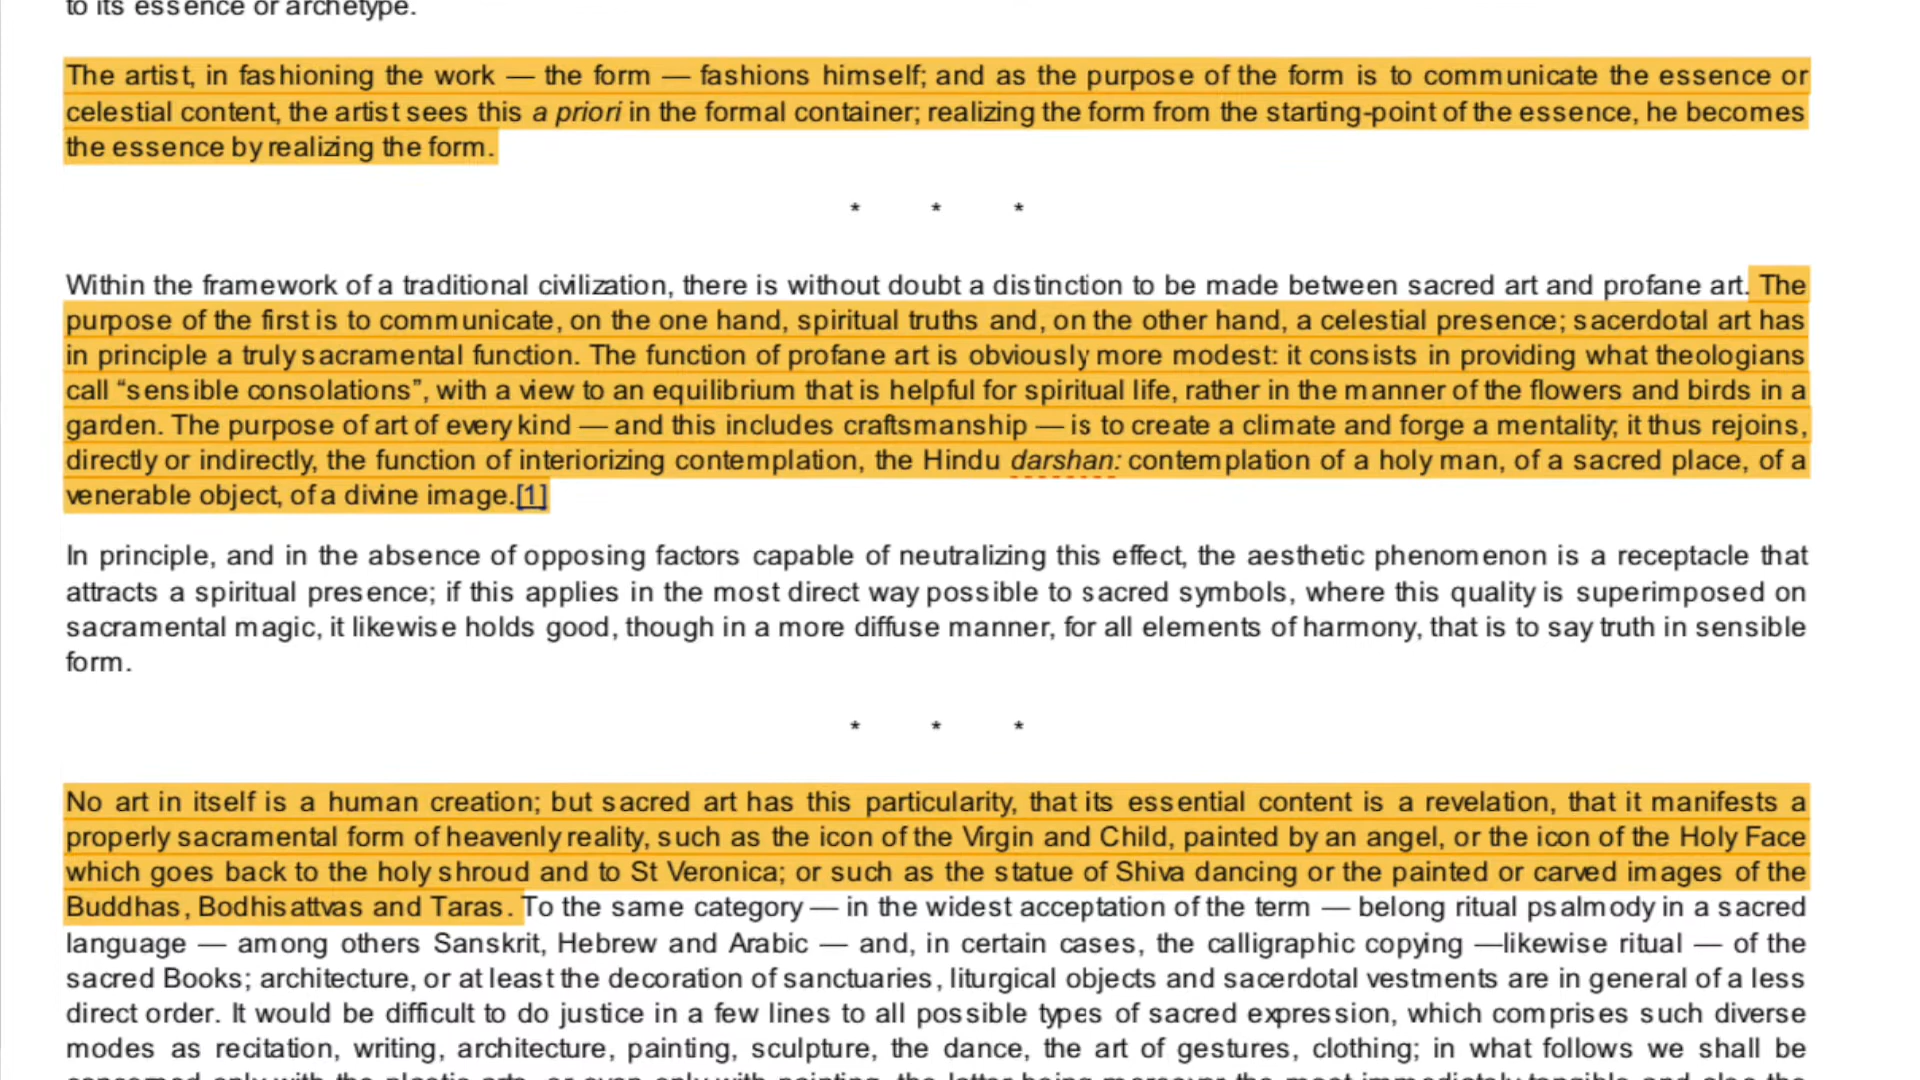 to its essence or archetype.
The artist, in fashioning the work — the form — fashions himself; and as the purpose of the form is to communicate the essence or
celestial content, the artist sees this a priori in the formal container; realizing the form from the starting-point of the essence, he becomes
the essence by realizing the form.
* * *
Within the framework of a traditional civilization, there is without doubt a distinction to be made between sacred art and profane art. The
purpose of the first is to communicate, on the one hand, spiritual truths and, on the other hand, a celestial presence; sacerdotal art has
in principle a truly sacramental function. The function of profane art is obviously more modest: it consists in providing what theologians
call “sensible consolations”, with a view to an equilibrium that is helpful for spiritual life, rather in the manner of the flowers and birds in a
garden. The purpose of art of every kind — and this includes craftsmanship — is to create a climate and forge a mentality; it thus rejoins,
directly or indirectly, the function of interiorizing contemplation, the Hindu darshan: contemplation of a holy man, of a sacred place, of a
venerable object, of a divine image.[1]
In principle, and in the absence of opposing factors capable of neutralizing this effect, the aesthetic phenomenon is a receptacle that
attracts a spiritual presence; if this applies in the most direct way possible to sacred symbols, where this quality is superimposed on
sacramental magic, it likewise holds good, though in a more diffuse manner, for all elements of harmony, that is to say truth in sensible
form.
* * *
No art in itself is a human creation; but sacred art has this particularity, that its essential content is a revelation, that it manifests a
properly sacramental form of heavenly reality, such as the icon of the Virgin and Child, painted by an angel, or the icon of the Holy Face
which goes back to the holy shroud and to St Veronica; or such as the statue of Shiva dancing or the painted or carved images of the
Buddhas, Bodhisattvas and Taras. To the same category — in the widest acceptation of the term — belong ritual psalmody in a sacred
language — among others Sanskrit, Hebrew and Arabic — and, in certain cases, the calligraphic copying —likewise ritual — of the
sacred Books; architecture, or at least the decoration of sanctuaries, liturgical objects and sacerdotal vestments are in general of a less
direct order. It would be difficult to do justice in a few lines to all possible types of sacred expression, which comprises such diverse
modes as recitation, writing, architecture, painting, sculpture, the dance, the art of gestures, clothing; in what follows we shall be
concerned only with the plastic arts, or even only with painting, the latter being moreover the most immediately tangible and also the